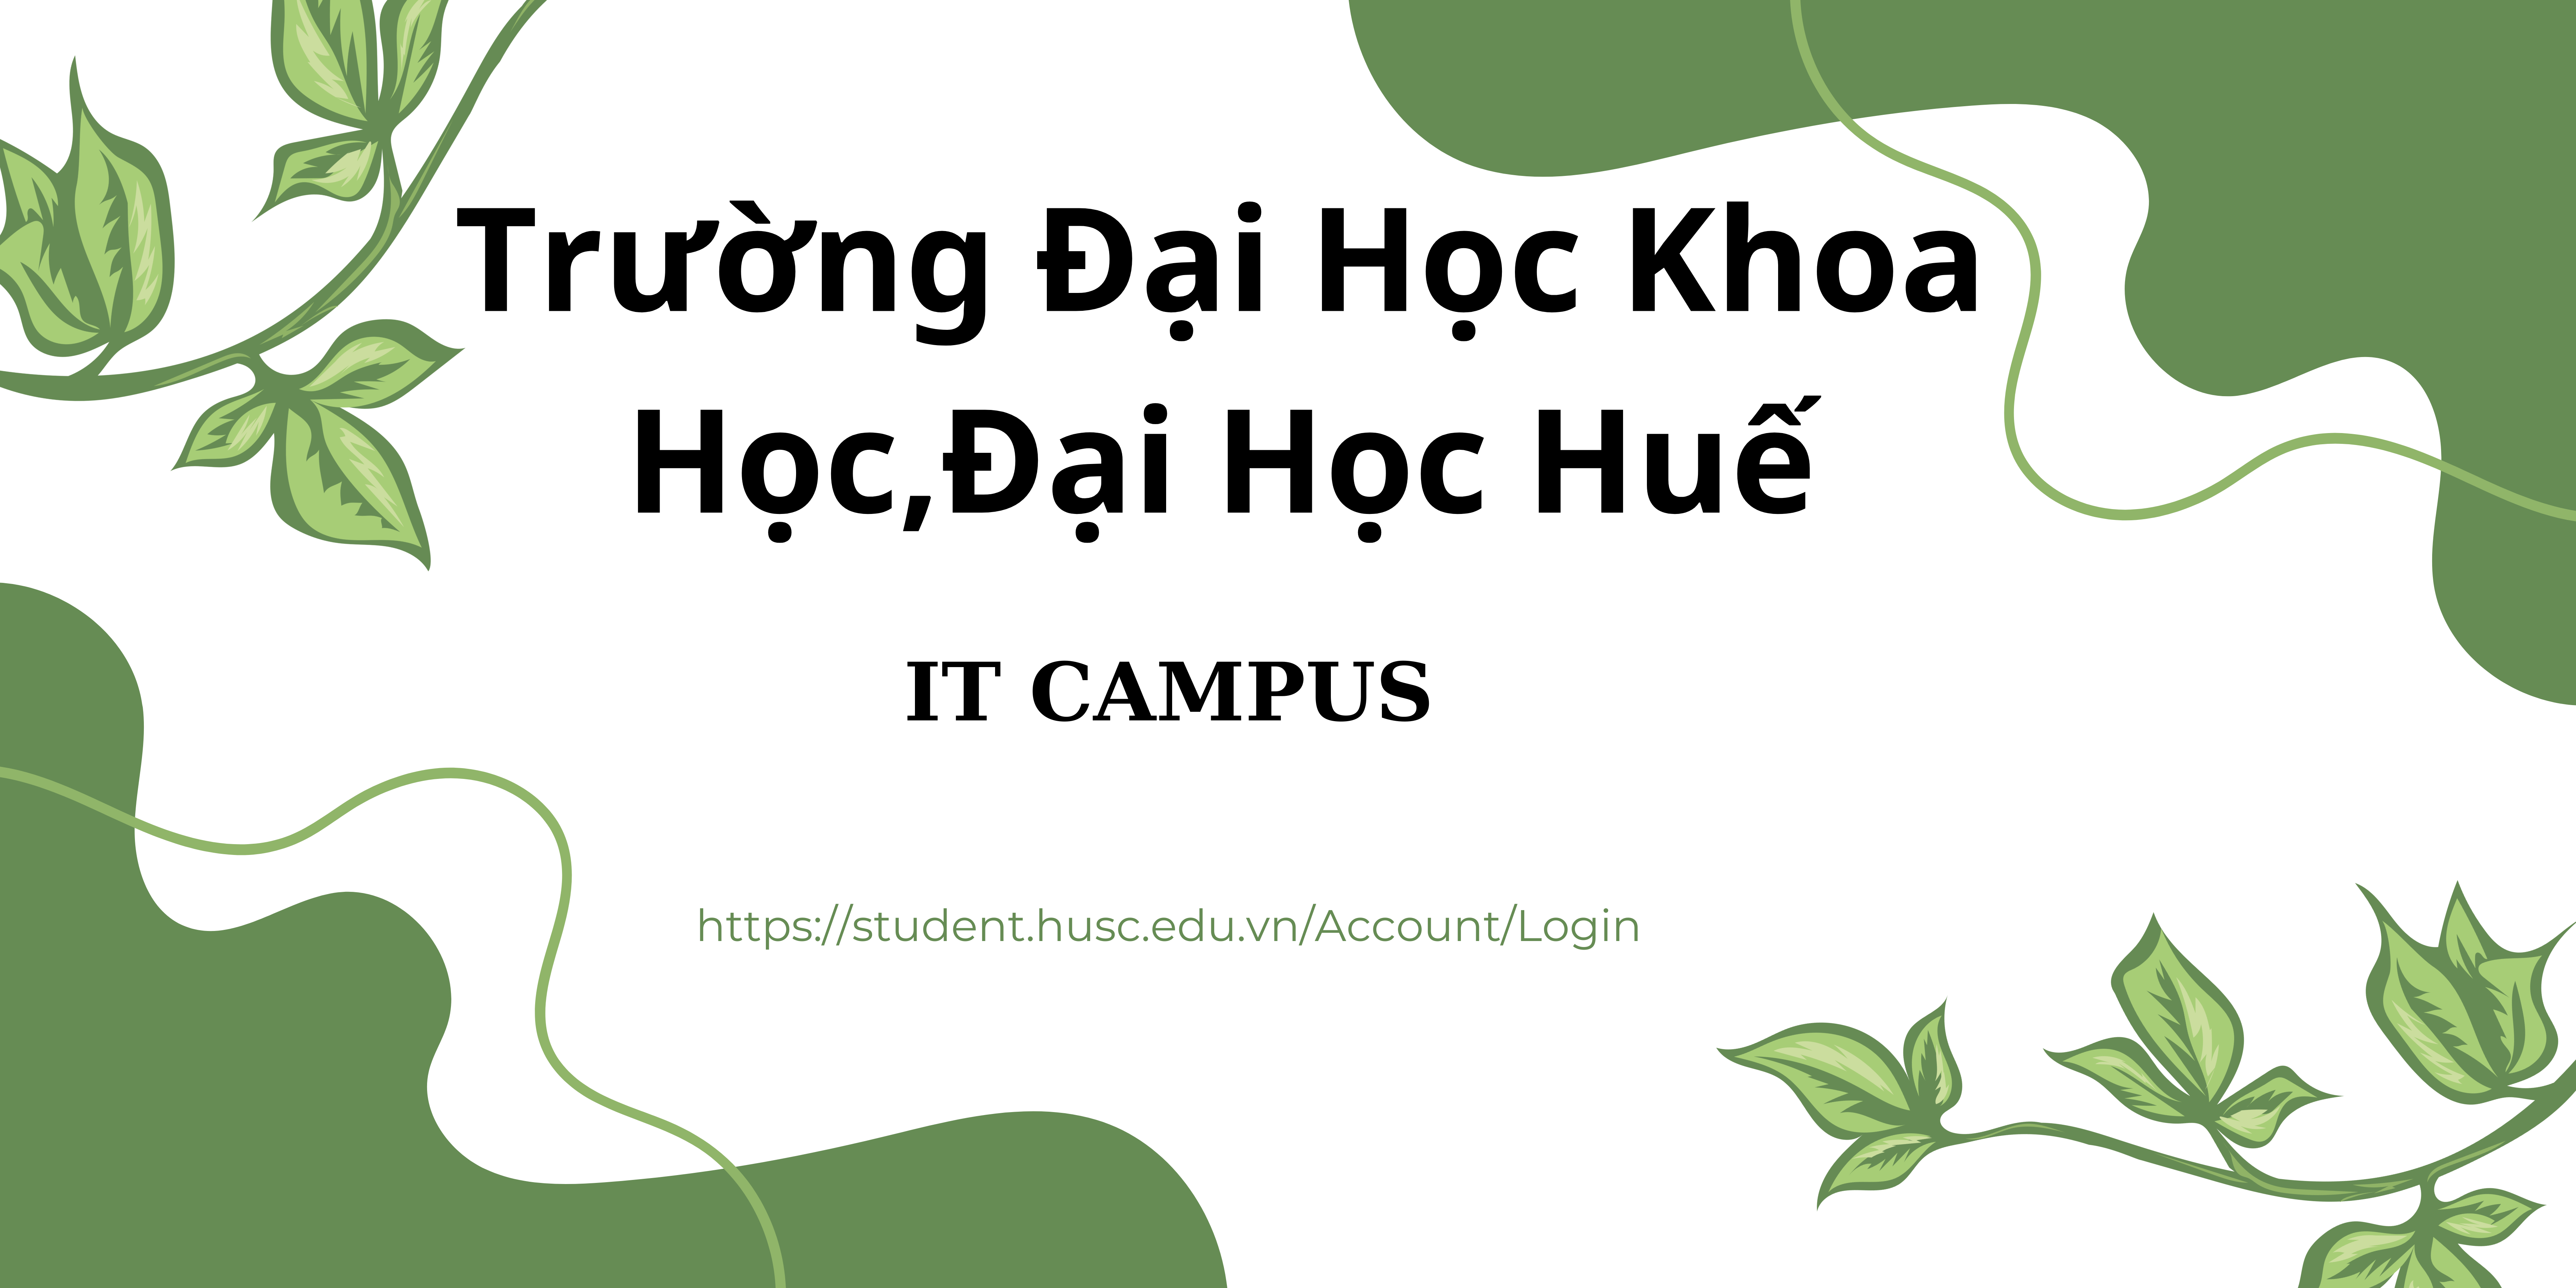 Trường Đại Học Khoa
Học,Đại Học Huế
IT CAMPUS
https://student.husc.edu.vn/Account/Login